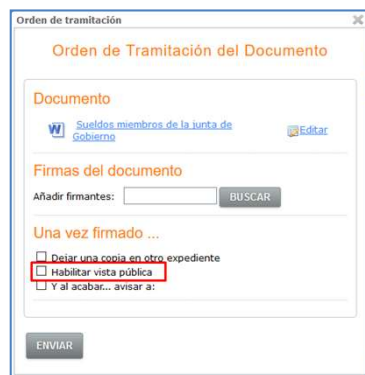 Orden de tramitación
Orden de Tramitación del Documento
Documento
Sueldos miembros de la junta de
Gobierno
Editar
Firmas del documento
Añadir firmantes:
BUSCAR
Una vez firmado ...
Dejar una copia en otro expediente
Habilitar vista pública
Y al acabar... avisar a:
ENVIAR